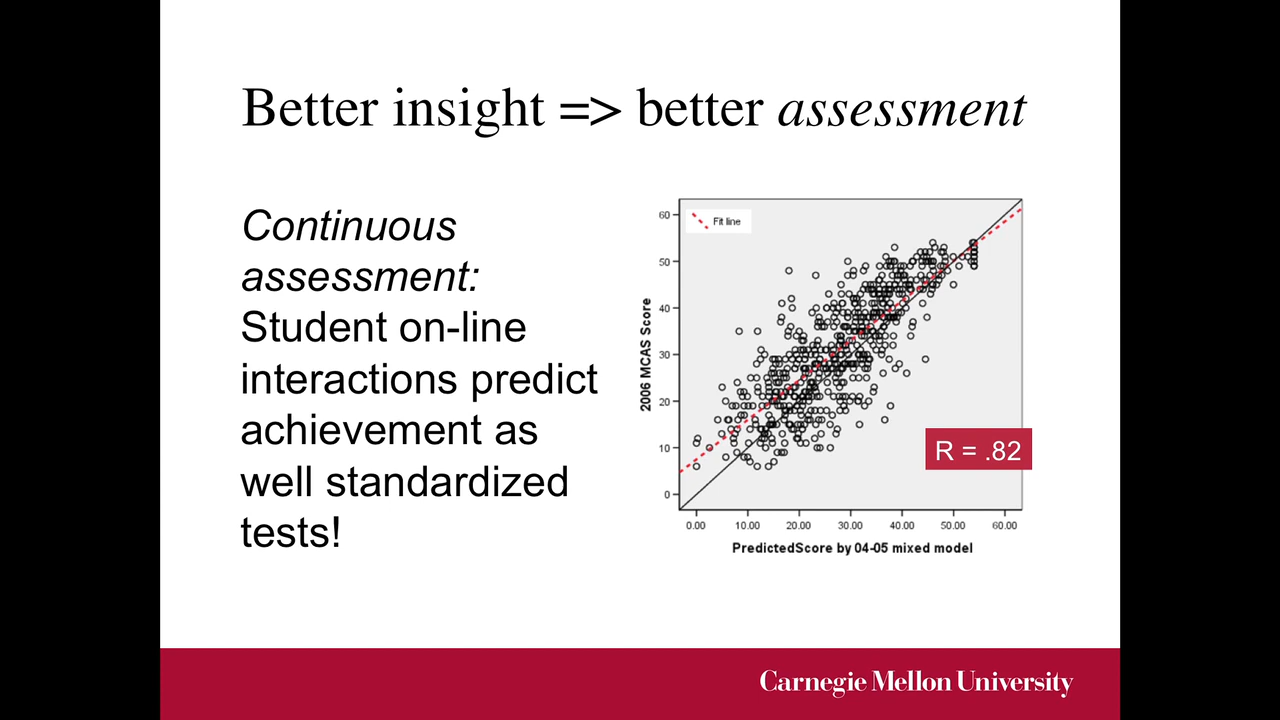 Better insight => better assessment
Continuous
assessment:
Student on-line
interactions predict
achievement as
well standardized
tests!
Fit line
60
50
40
30
20
10
0
2006 MCAS Score
R = .82
0.00 10.00 20.00 30.00 40.00 50.00 60.00
PredictedScore by 04-05 mixed model
Carnegie Mellon University